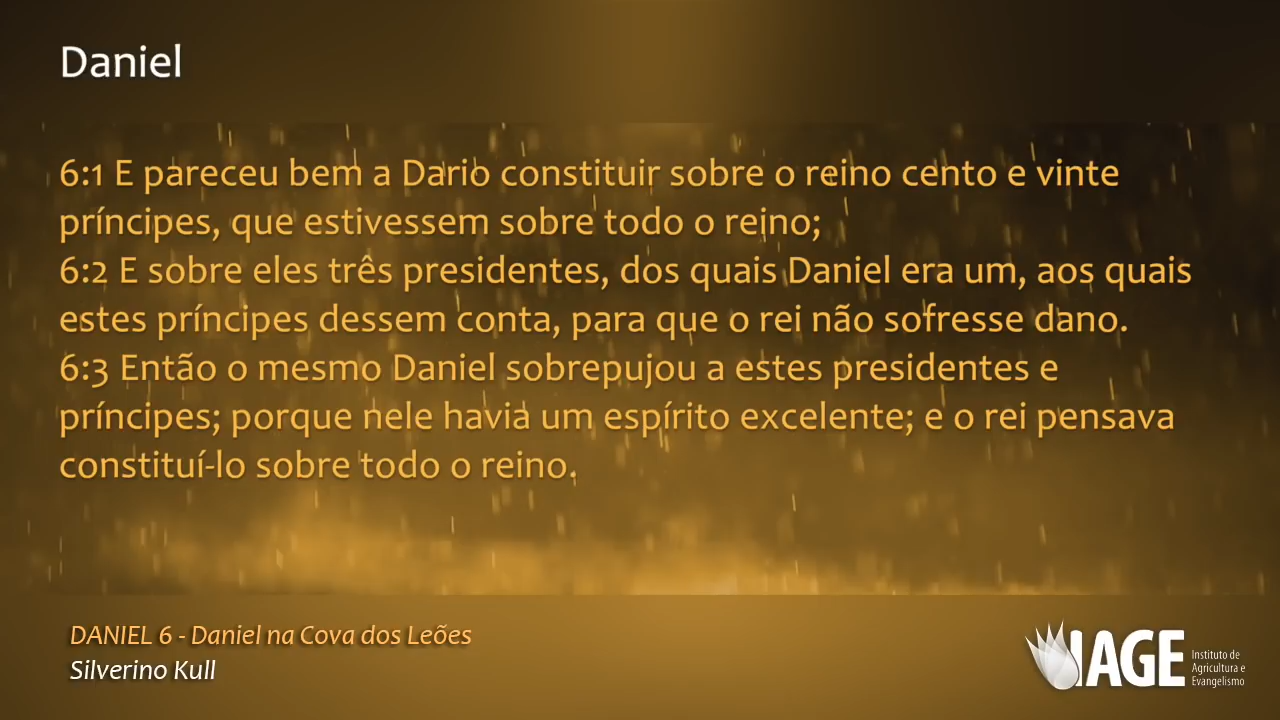 Daniel
6:1 E pareceu bem a Dario constituir sobre o reino cento e vinte
príncipes, que estivessem sobre todo o reino;
6:2 E sobre eles três presidentes, dos quais Daniel era um, aos quais
estes príncipes dessem conta, para que o rei não sofresse dano.
6:3 Então o mesmo Daniel sobrepujou a estes presidentes e
príncipes; porque nele havia um espírito excelente; e o rei pensava
constituí-lo sobre todo o reino.
DANIEL 6 - Daniel na Cova dos Leões
Silverino Kull
IAGE
Instituto de
Agricultura e
Evangelismo